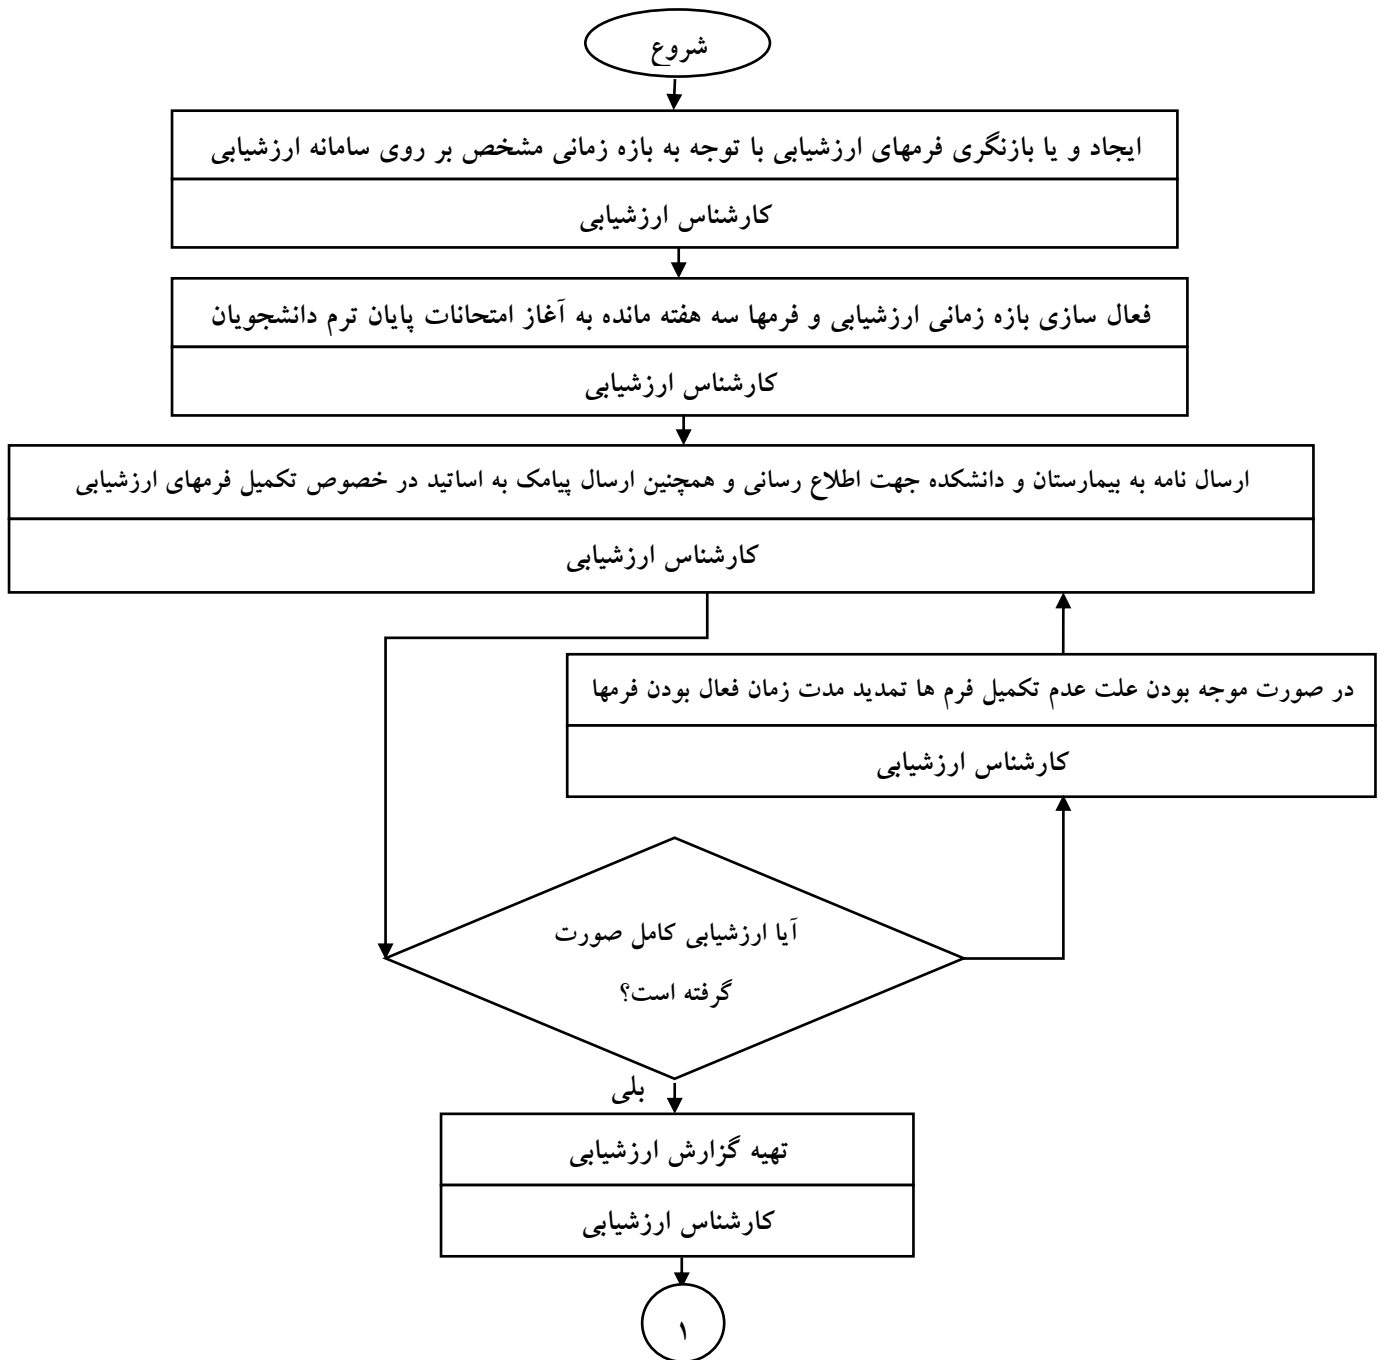 شروع
ایجاد و یا بازنگری فرمهای ارزشیابی با توجه به بازه زمانی مشخص بر روی سامانه ارزشیابی
کارشناس ارزشیابی
فعال سازی بازه زمانی ارزشیابی و فرمها سه هفته مانده به آغاز امتحانات پایان ترم دانشجویان
کارشناس ارزشیابی
ارسال نامه به بیمارستان و دانشکده جهت اطلاع رسانی و همچنین ارسال پیامک به اساتید در خصوص تکمیل فرمهای ارزشیابی
کارشناس ارزشیابی
در صورت موجه بودن علت عدم تکمیل فرم ها تمدید مدت زمان فعال بودن فرمها
کارشناس ارزشیابی
آیا ارزشیابی کامل صورت
گرفته است؟
بلی
تهیه گزارش ارزشیابی
کارشناس ارزشیابی
۱